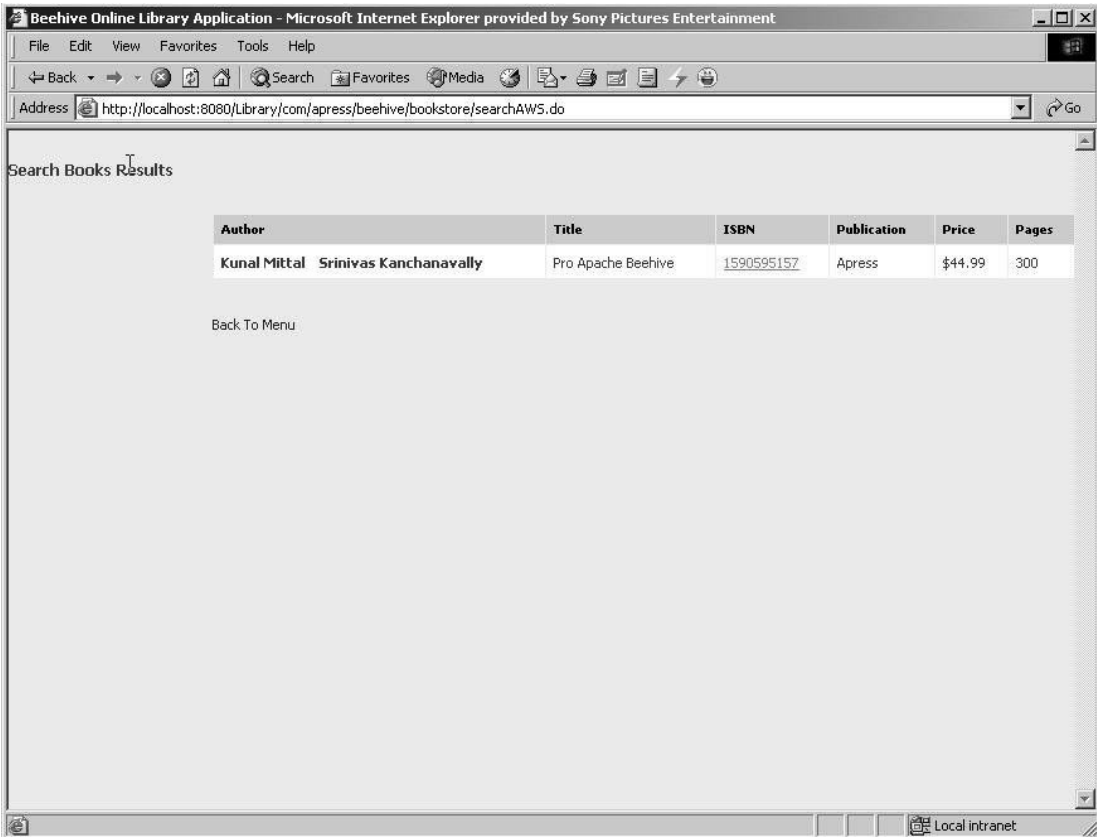 Beehive Online Library Application - Microsoft Internet Explorer provided by Sony Pictures Entertainment
File Edit View Favorites Tools Help
Back Search Favorites Media
Address http://localhost:8080/Library/com/apress/beehive/bookstore/searchAWS.do Go
Search Books Results
Author Title ISBN Publication Price Pages
Kunal Mittal Srinivas Kanchanavally Pro Apache Beehive 1590595157 Apress $44.99 300
Back To Menu
Local intranet